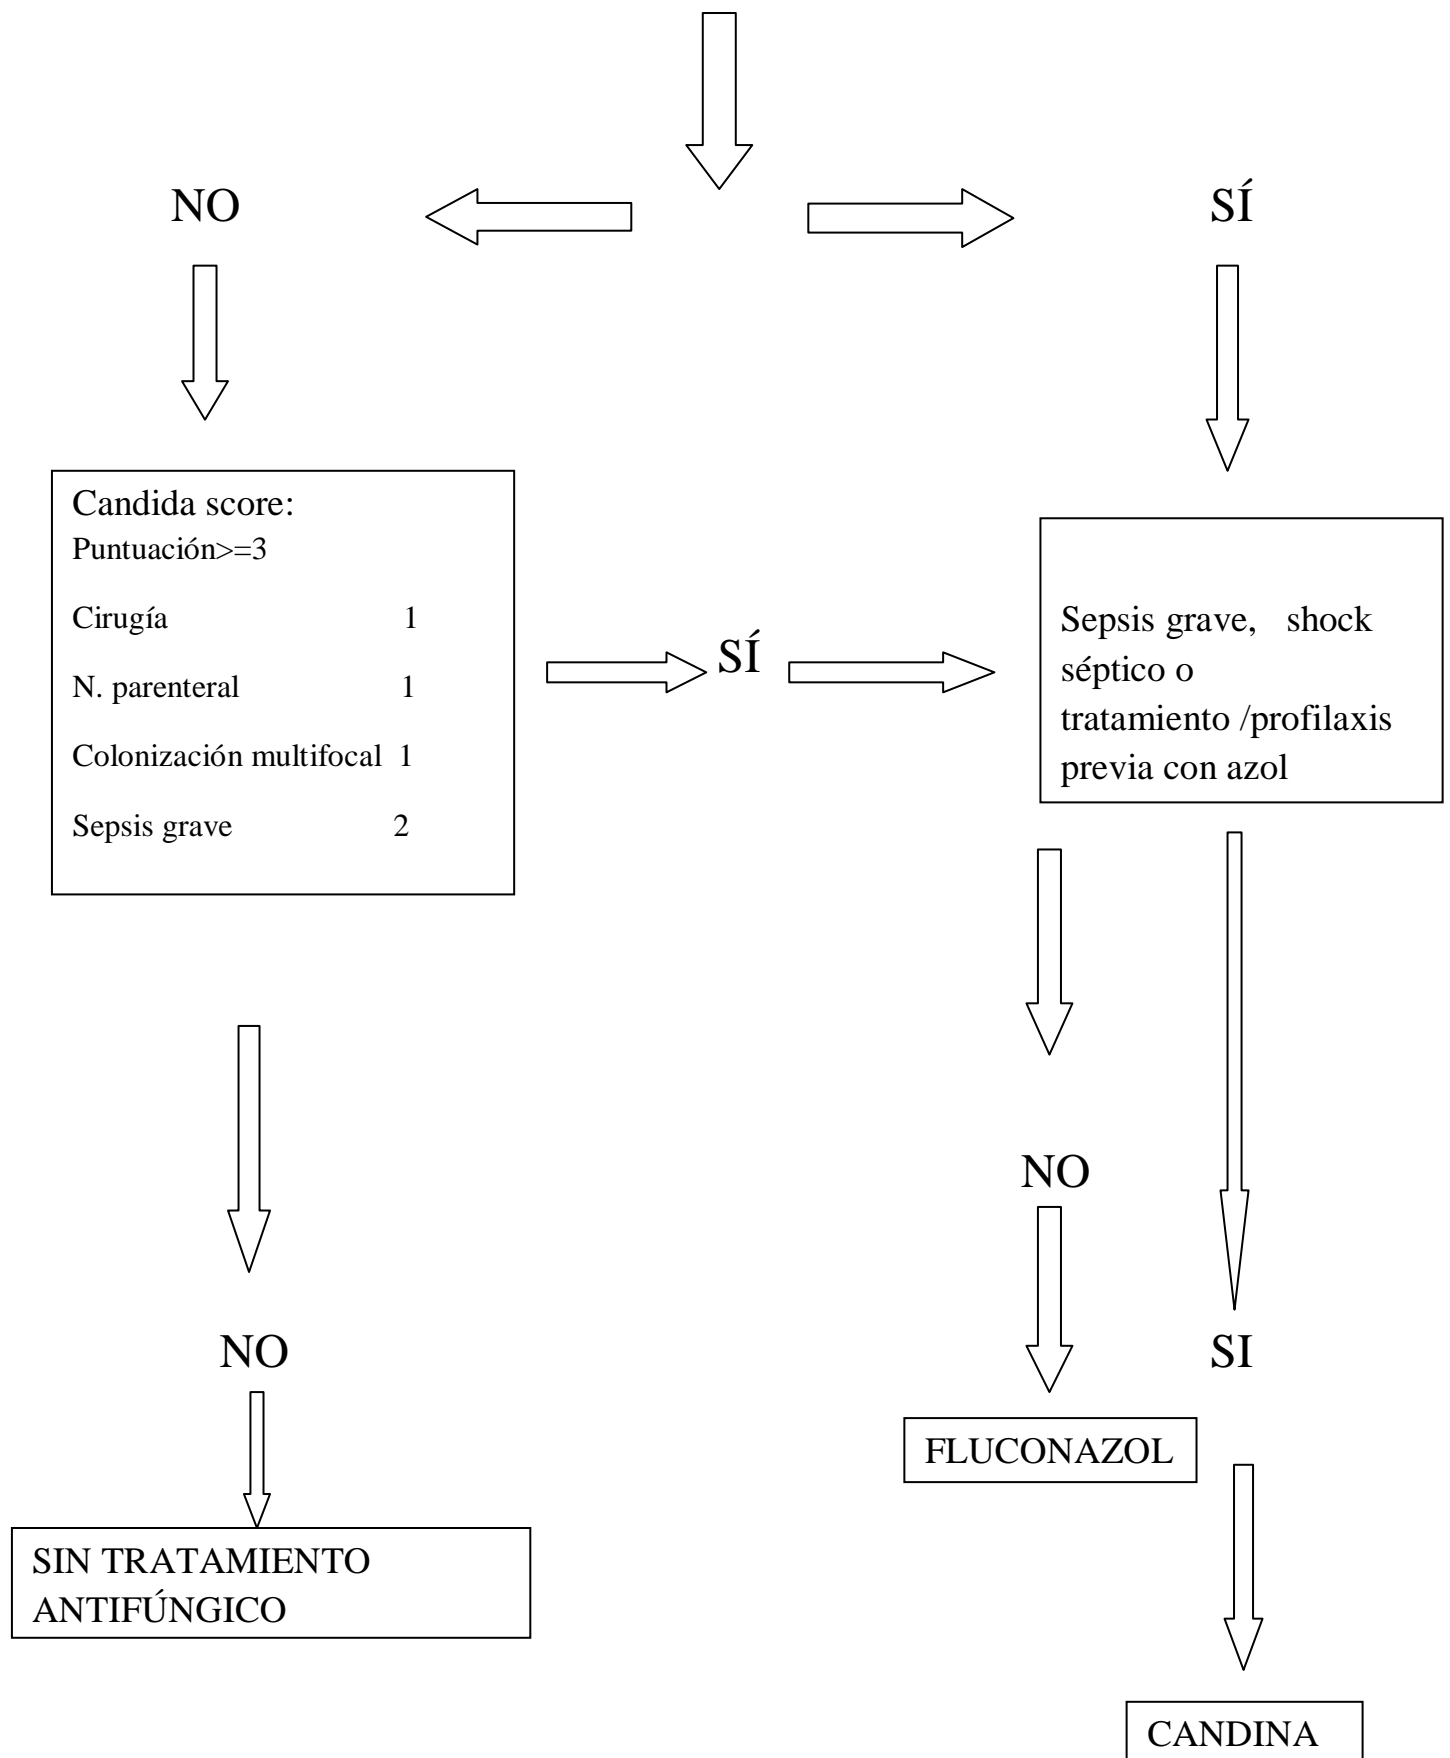 NO
SÍ
Candida score:
Puntuación>=3
Cirugía 1
N. parenteral 1
Colonización multifocal 1
Sepsis grave 2
SÍ
Sepsis grave, shock
séptico o
tratamiento /profilaxis
previa con azol
NO
NO
SI
FLUCONAZOL
SIN TRATAMIENTO
ANTIFÚNGICO
CANDINA